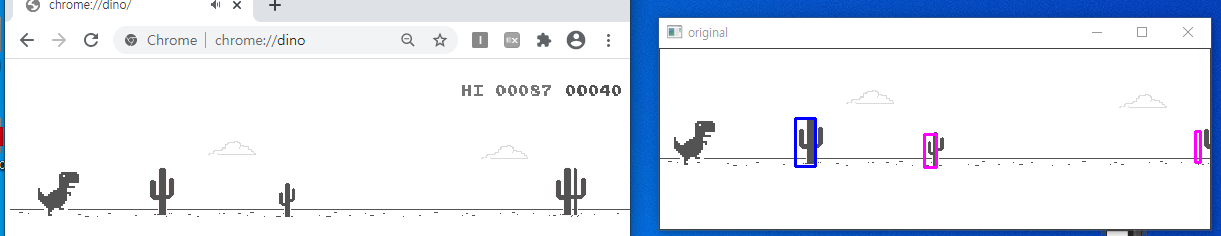 chrome://dino/
Chrome | chrome://dino
HI 00087 00040
original